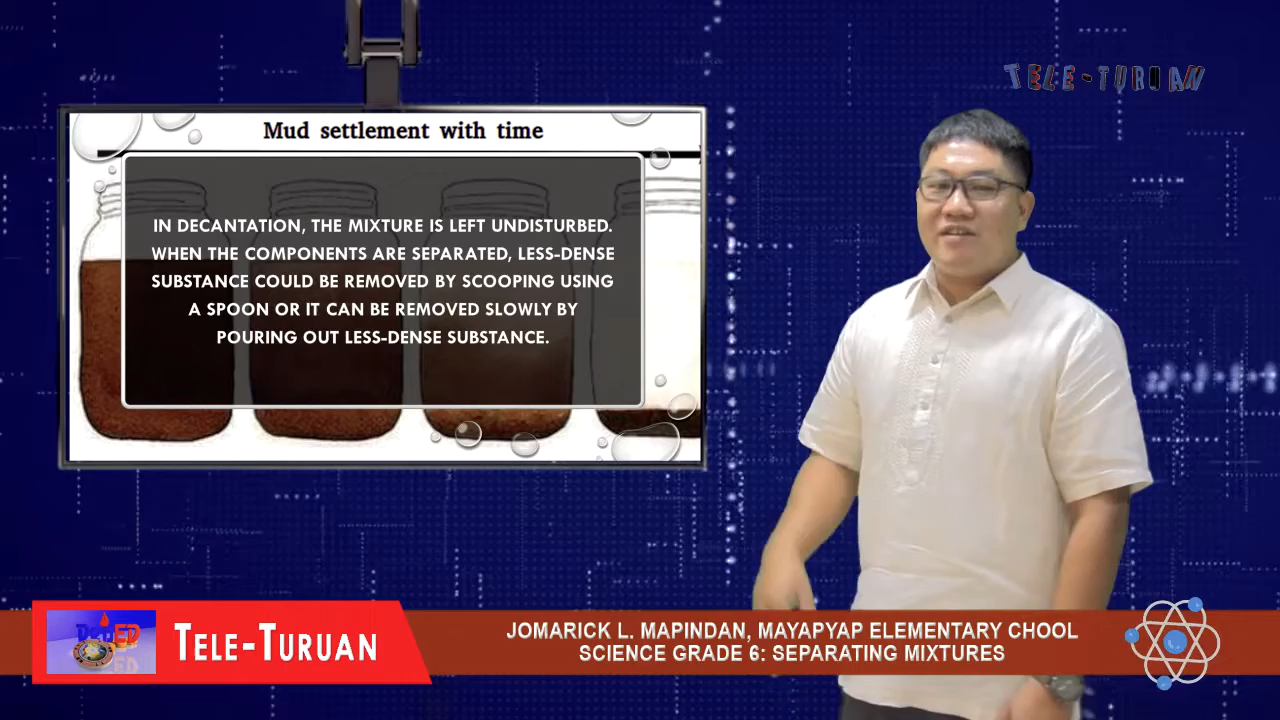 TELE-TURUAN
Mud settlement with time
IN DECANTATION, THE MIXTURE IS LEFT UNDISTURBED.
WHEN THE COMPONENTS ARE SEPARATED, LESS-DENSE
SUBSTANCE COULD BE REMOVED BY SCOOPING USING
A SPOON OR IT CAN BE REMOVED SLOWLY BY
POURING OUT LESS-DENSE SUBSTANCE.
DepED
TELE-TURUAN
JOMARICK L. MAPINDAN, MAYAPYAP ELEMENTARY CHOOL
SCIENCE GRADE 6: SEPARATING MIXTURES